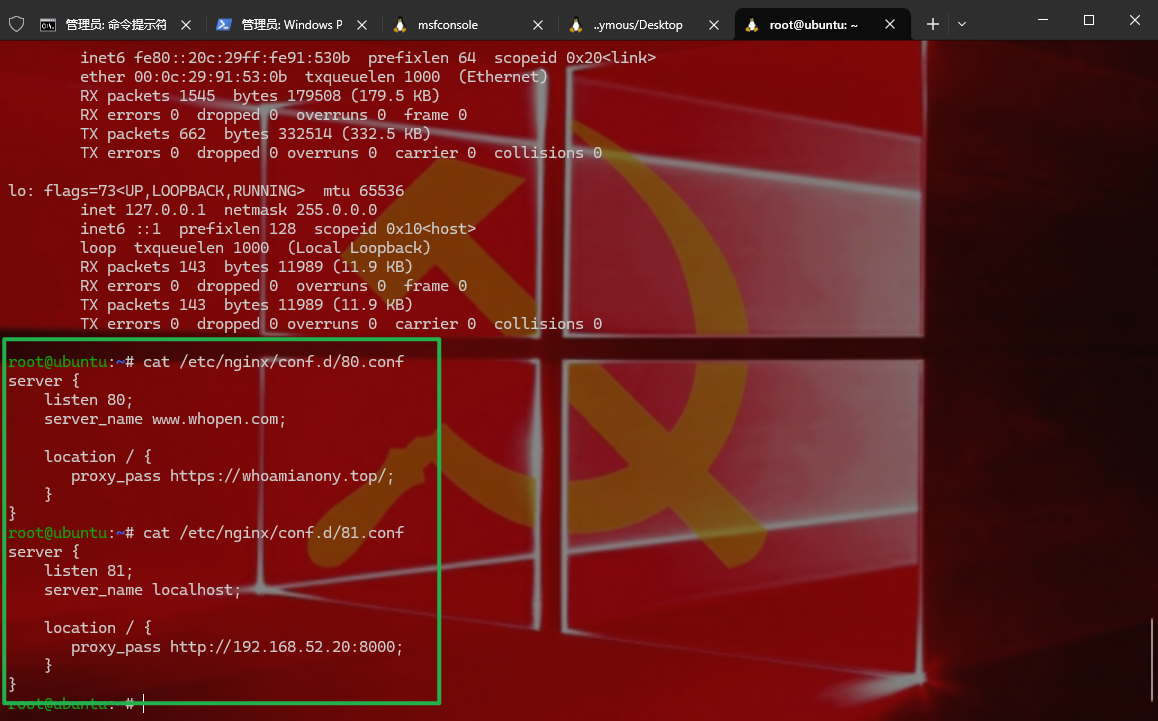 管理员: 命令提示符
管理员: Windows P
msfconsole
..ymous/Desktop
root@ubuntu: ~
inet6 fe80::20c:29ff:fe91:530b  prefixlen 64  scopeid 0x20<link>
ether 00:0c:29:91:53:0b  txqueuelen 1000  (Ethernet)
RX packets 1545  bytes 179508 (179.5 KB)
RX errors 0  dropped 0  overruns 0  frame 0
TX packets 662  bytes 332514 (332.5 KB)
TX errors 0  dropped 0 overruns 0  carrier 0  collisions 0
lo: flags=73<UP,LOOPBACK,RUNNING>  mtu 65536
inet 127.0.0.1  netmask 255.0.0.0
inet6 ::1  prefixlen 128  scopeid 0x10<host>
loop  txqueuelen 1000  (Local Loopback)
RX packets 143  bytes 11989 (11.9 KB)
RX errors 0  dropped 0  overruns 0  frame 0
TX packets 143  bytes 11989 (11.9 KB)
TX errors 0  dropped 0 overruns 0  carrier 0  collisions 0
root@ubuntu:~# cat /etc/nginx/conf.d/80.conf
server {
listen 80;
server_name www.whopen.com;
location / {
proxy_pass https://whoamianony.top/;
}
}
root@ubuntu:~# cat /etc/nginx/conf.d/81.conf
server {
listen 81;
server_name localhost;
location / {
proxy_pass http://192.168.52.20:8000;
}
}
root@ubuntu:~#